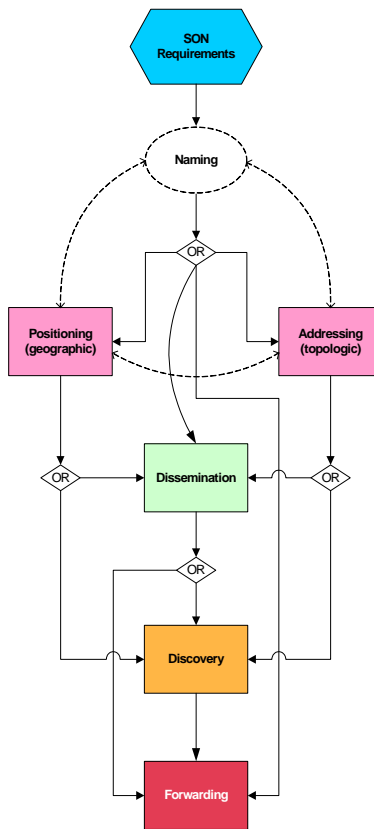 SON
Requirements
Naming
OR
Positioning
(geographic)
Addressing
(topologic)
OR
Dissemination
OR
OR
Discovery
Forwarding